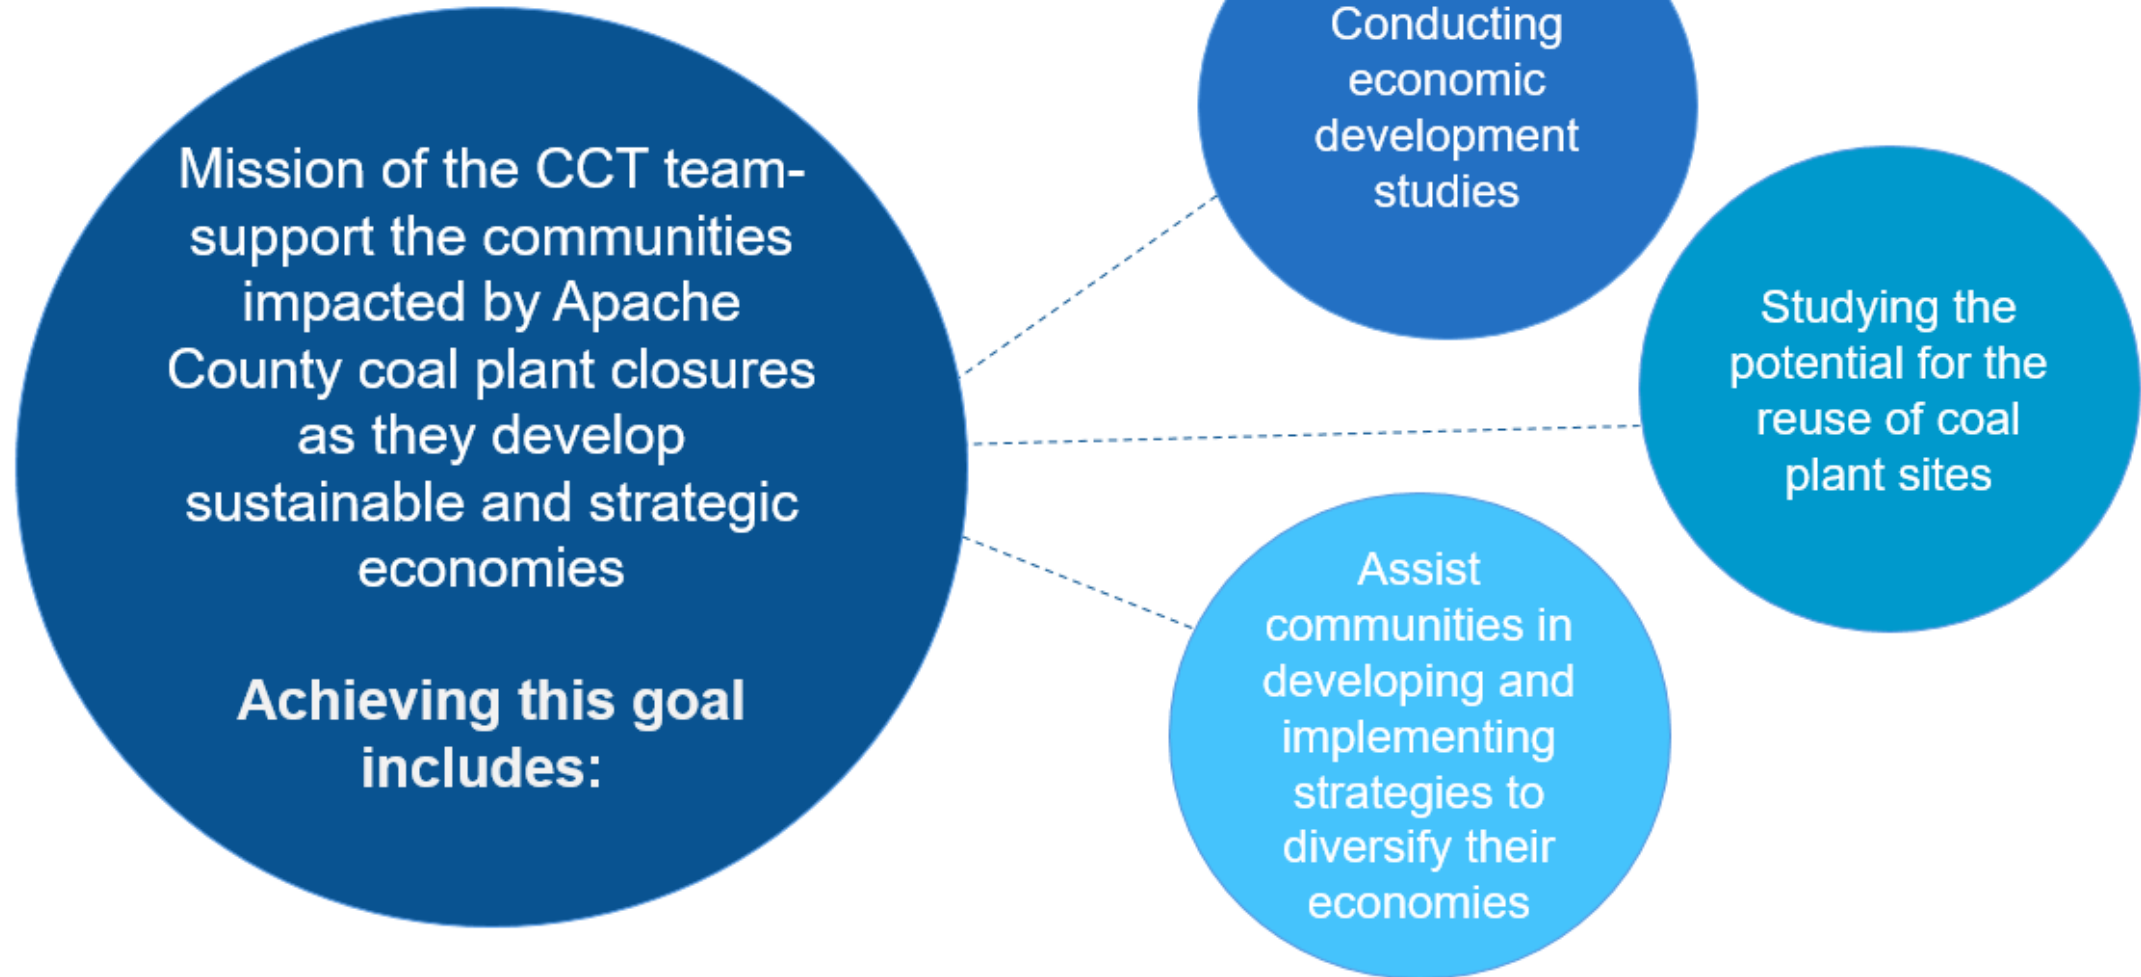 Mission of the CCT team-
support the communities
impacted by Apache
County coal plant closures
as they develop
sustainable and strategic
economies
Achieving this goal
includes:
Conducting
economic
development
studies
Studying the
potential for the
reuse of coal
plant sites
Assist
communities in
developing and
implementing
strategies to
diversify their
economies